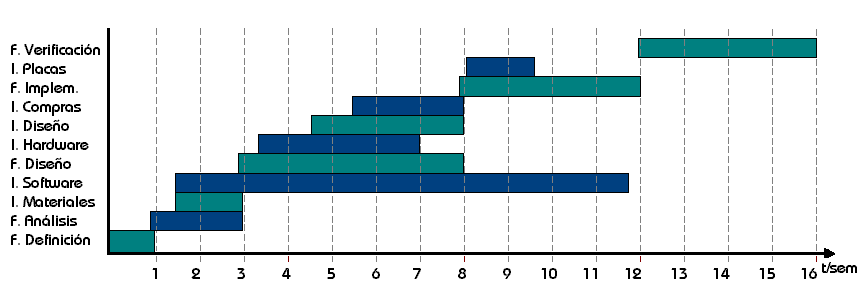 F. Verificación
I. Placas
F. Implem.
I. Compras
I. Diseño
I. Hardware
F. Diseño
I. Software
I. Materiales
F. Análisis
F. Definición
1 2 3 4 5 6 7 8 9 10 11 12 13 14 15 16 t/sem